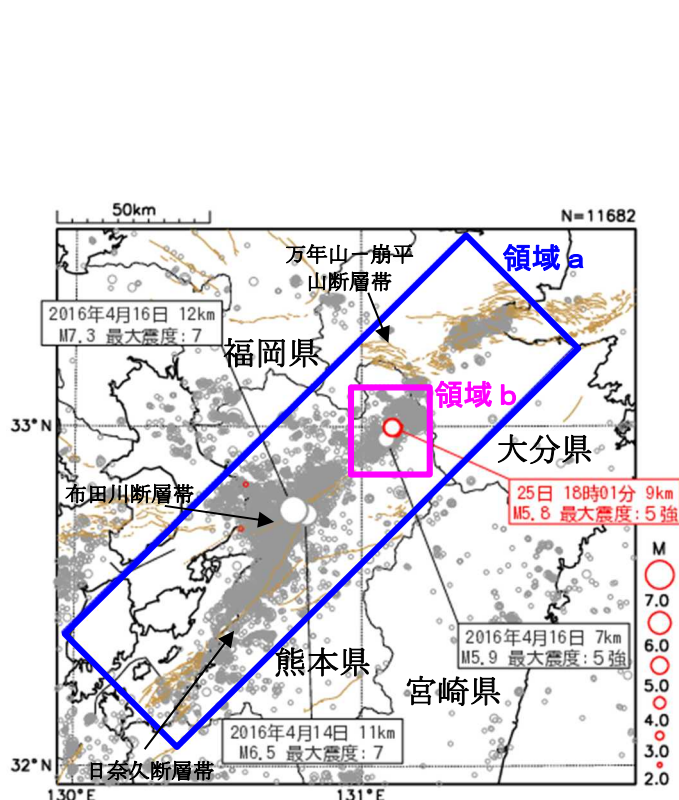 50km
N=11682
万年山－崩平
山断層帯
領域a
2016年4月16日 12km
M7.3 最大震度:7
福岡県
領域b
33°N
大分県
布田川断層帯
25日 18時01分 9km
M5.8 最大震度:5強
M
7.0
6.0
5.0
4.0
3.0
2.0
2016年4月16日 7km
M5.9 最大震度:5強
熊本県
宮崎県
2016年4月14日 11km
M6.5 最大震度:7
日奈久断層帯
32°N
130°E
131°E